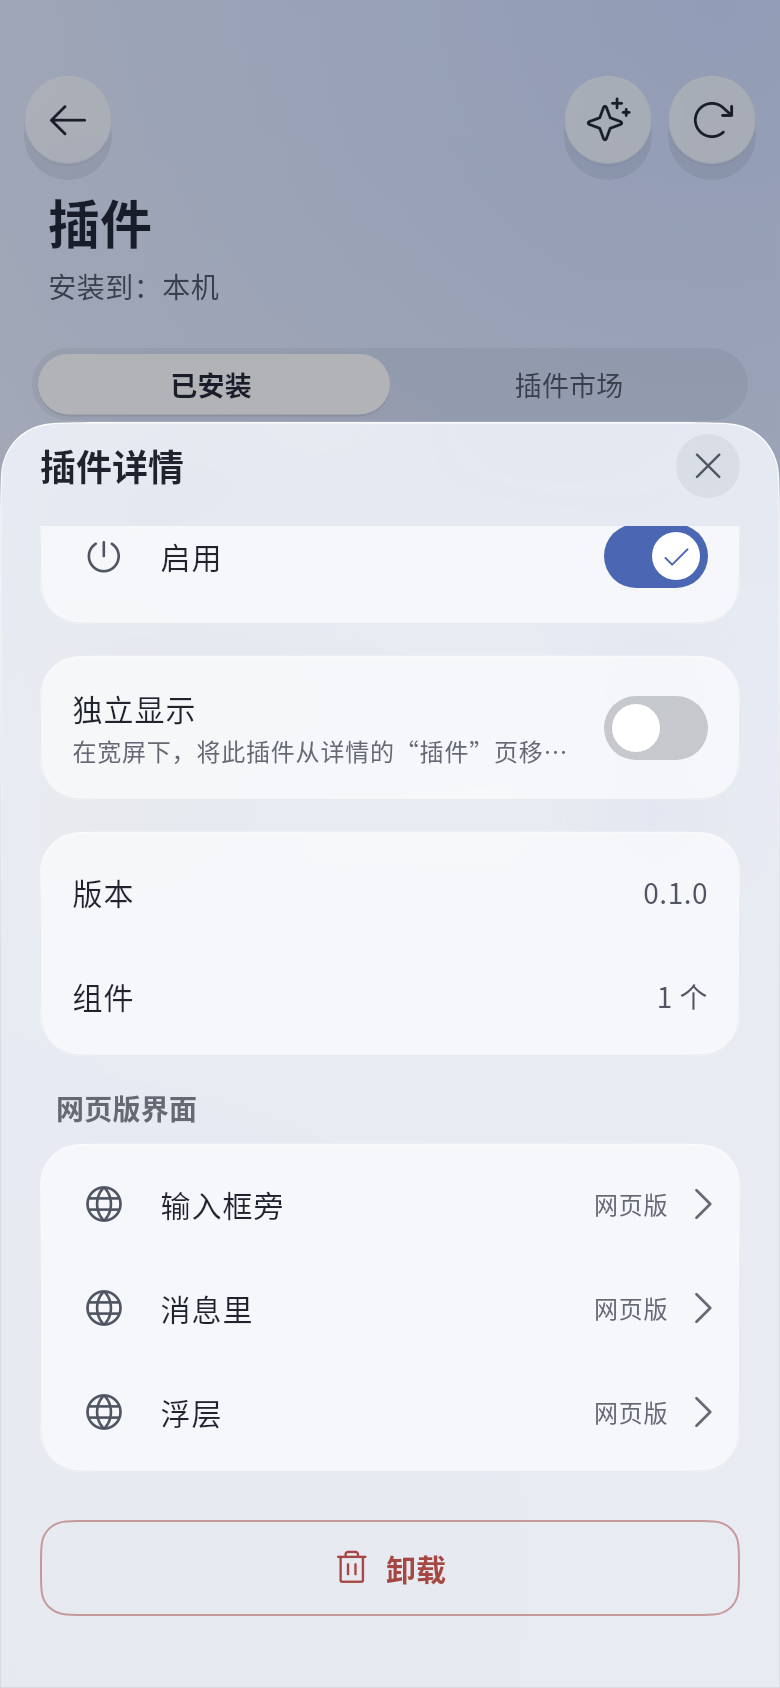 插件
安装到：本机
已安装
插件市场
插件详情
启用
独立显示
在宽屏下，将此插件从详情的“插件”页移…
版本
0.1.0
组件
1 个
网页版界面
输入框旁
网页版
消息里
网页版
浮层
网页版
卸载